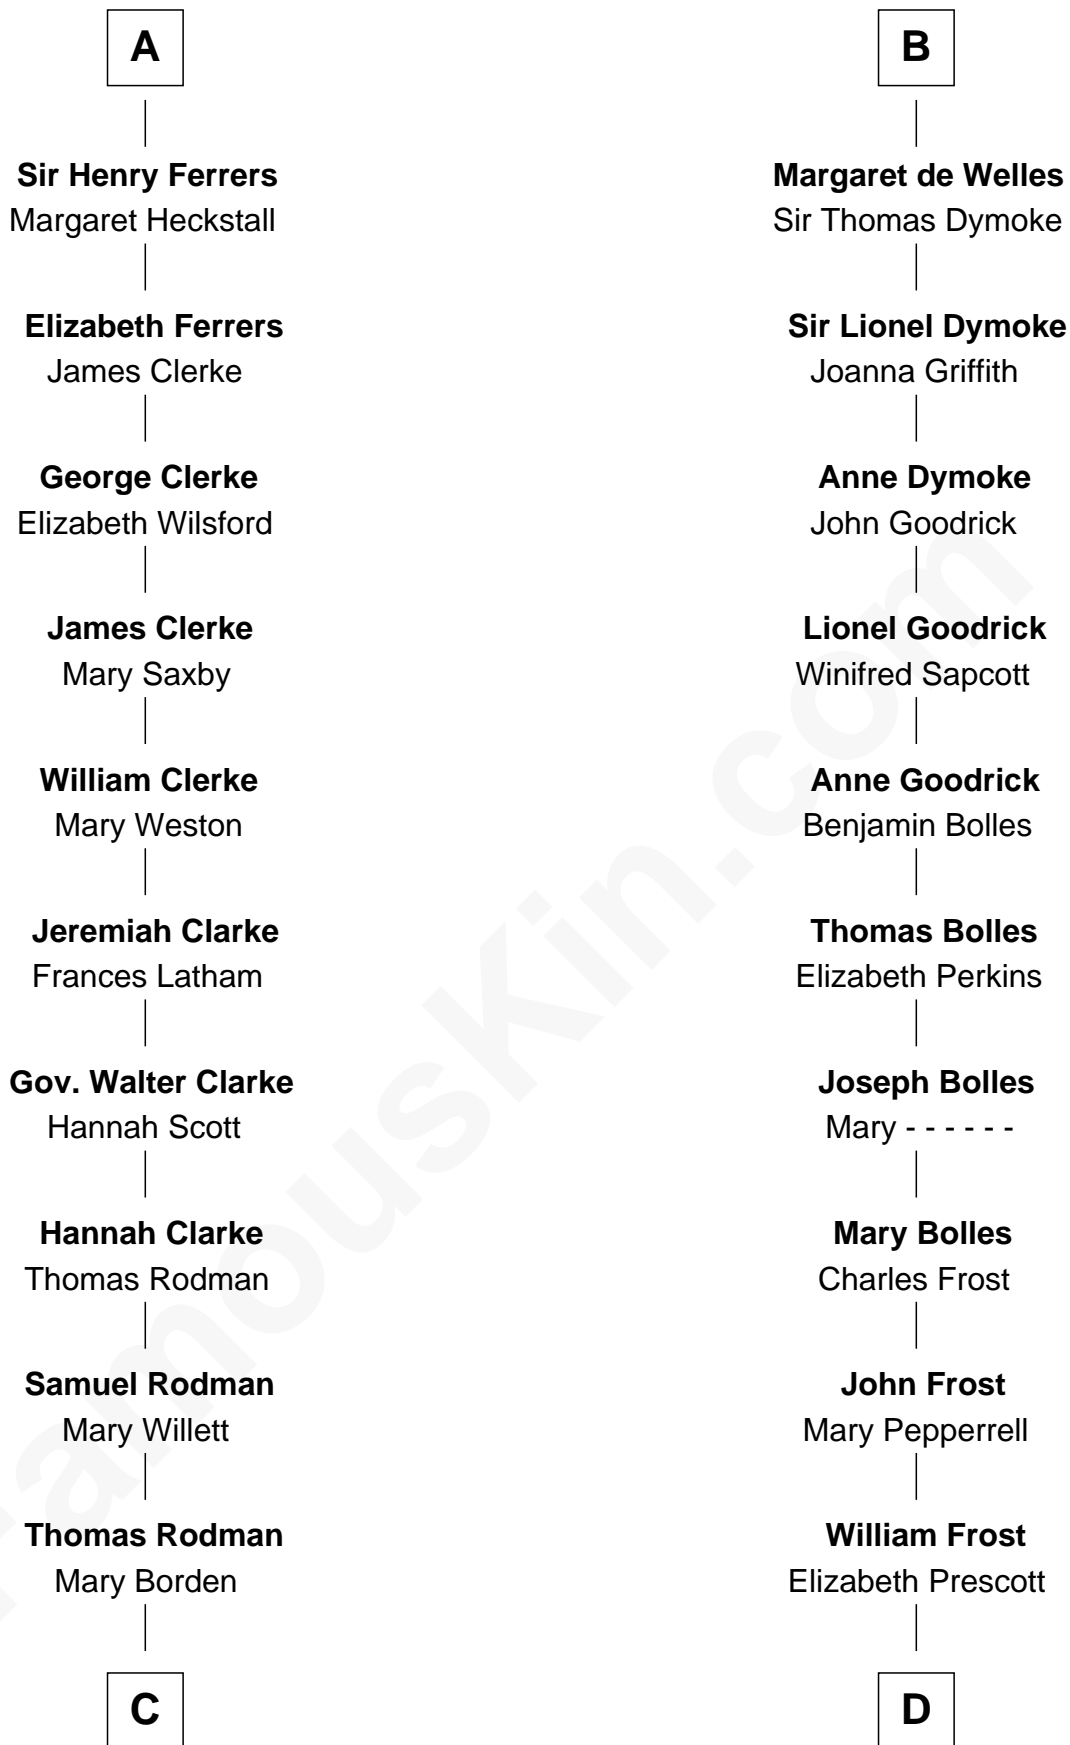 A
Sir Henry Ferrers
Margaret Heckstall
Elizabeth Ferrers
James Clerke
George Clerke
Elizabeth Wilsford
James Clerke
Mary Saxby
William Clerke
Mary Weston
Jeremiah Clarke
Frances Latham
Gov. Walter Clarke
Hannah Scott
Hannah Clarke
Thomas Rodman
Samuel Rodman
Mary Willett
Thomas Rodman
Mary Borden
C
B
Margaret de Welles
Sir Thomas Dymoke
Sir Lionel Dymoke
Joanna Griffith
Anne Dymoke
John Goodrick
Lionel Goodrick
Winifred Sapcott
Anne Goodrick
Benjamin Bolles
Thomas Bolles
Elizabeth Perkins
Joseph Bolles
Mary - - - - - -
Mary Bolles
Charles Frost
John Frost
Mary Pepperrell
William Frost
Elizabeth Prescott
D
FamousKin.com